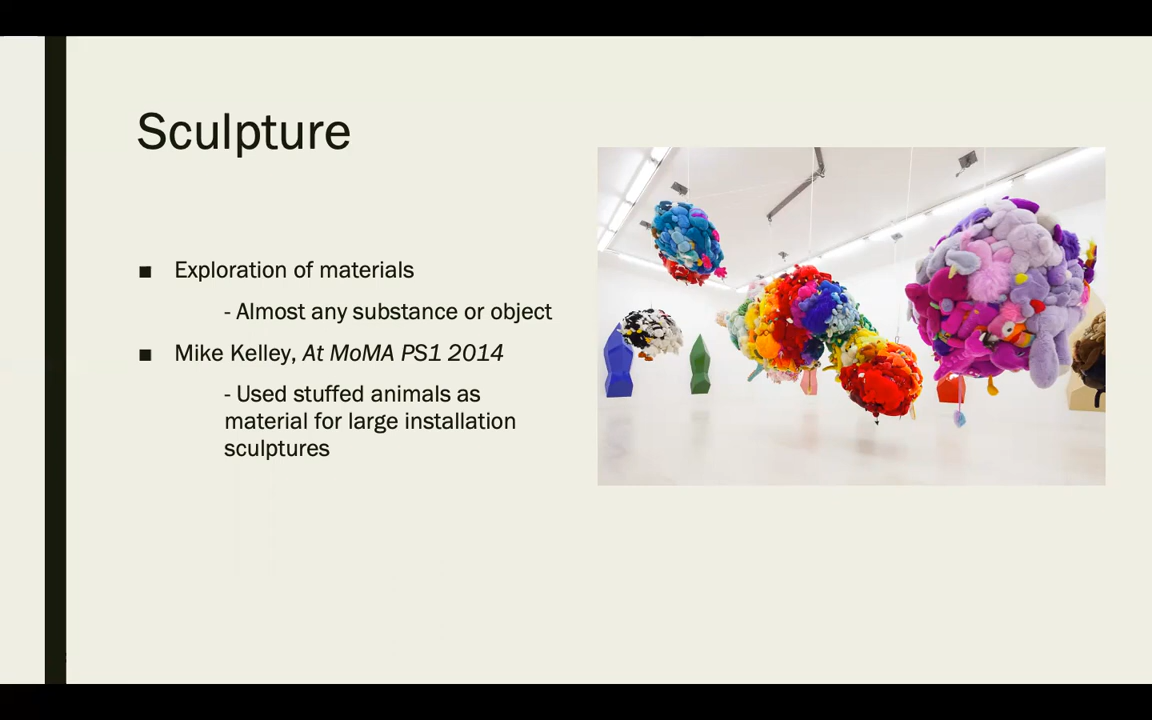 Sculpture
■ Exploration of materials
- Almost any substance or object
■ Mike Kelley, At MoMA PS1 2014
- Used stuffed animals as
material for large installation
sculptures